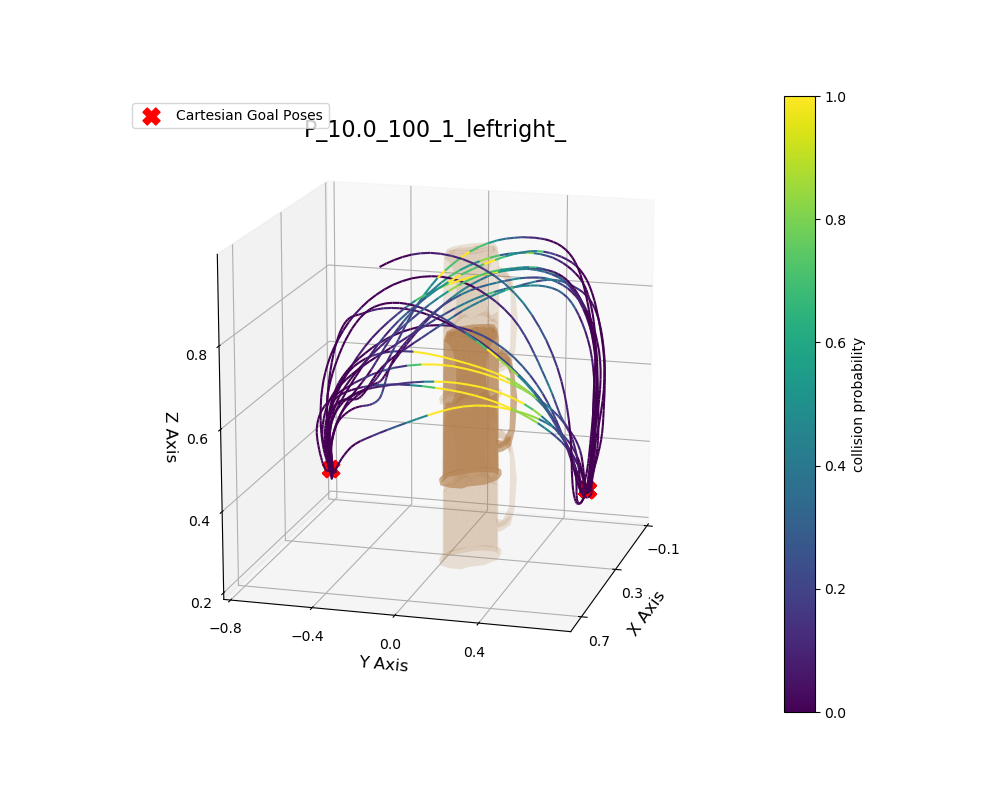 Cartesian Goal Poses
P_10.0_100_1_leftright_
1.0
0.8
0.6
0.4
0.2
0.0
collision probability
0.8
0.6
0.4
0.2
Z Axis
−0.8
−0.4
0.0
0.4
Y Axis
−0.1
0.3
0.7
X Axis